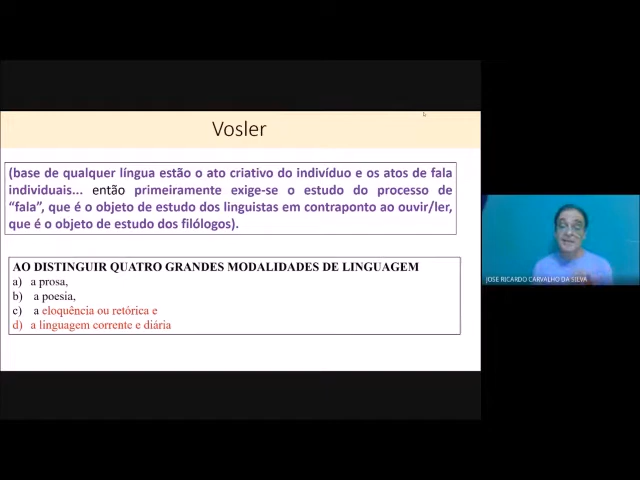 Vosler
(base de qualquer língua estão o ato criativo do indivíduo e os atos de fala
individuais... então primeiramente exige-se o estudo do processo de
“fala”, que é o objeto de estudo dos linguistas em contraponto ao ouvir/ler,
que é o objeto de estudo dos filólogos).
AO DISTINGUIR QUATRO GRANDES MODALIDADES DE LINGUAGEM
a) a prosa,
b) a poesia,
c) a eloquência ou retórica e
d) a linguagem corrente e diária
JOSE RICARDO CARVALHO DA SILVA